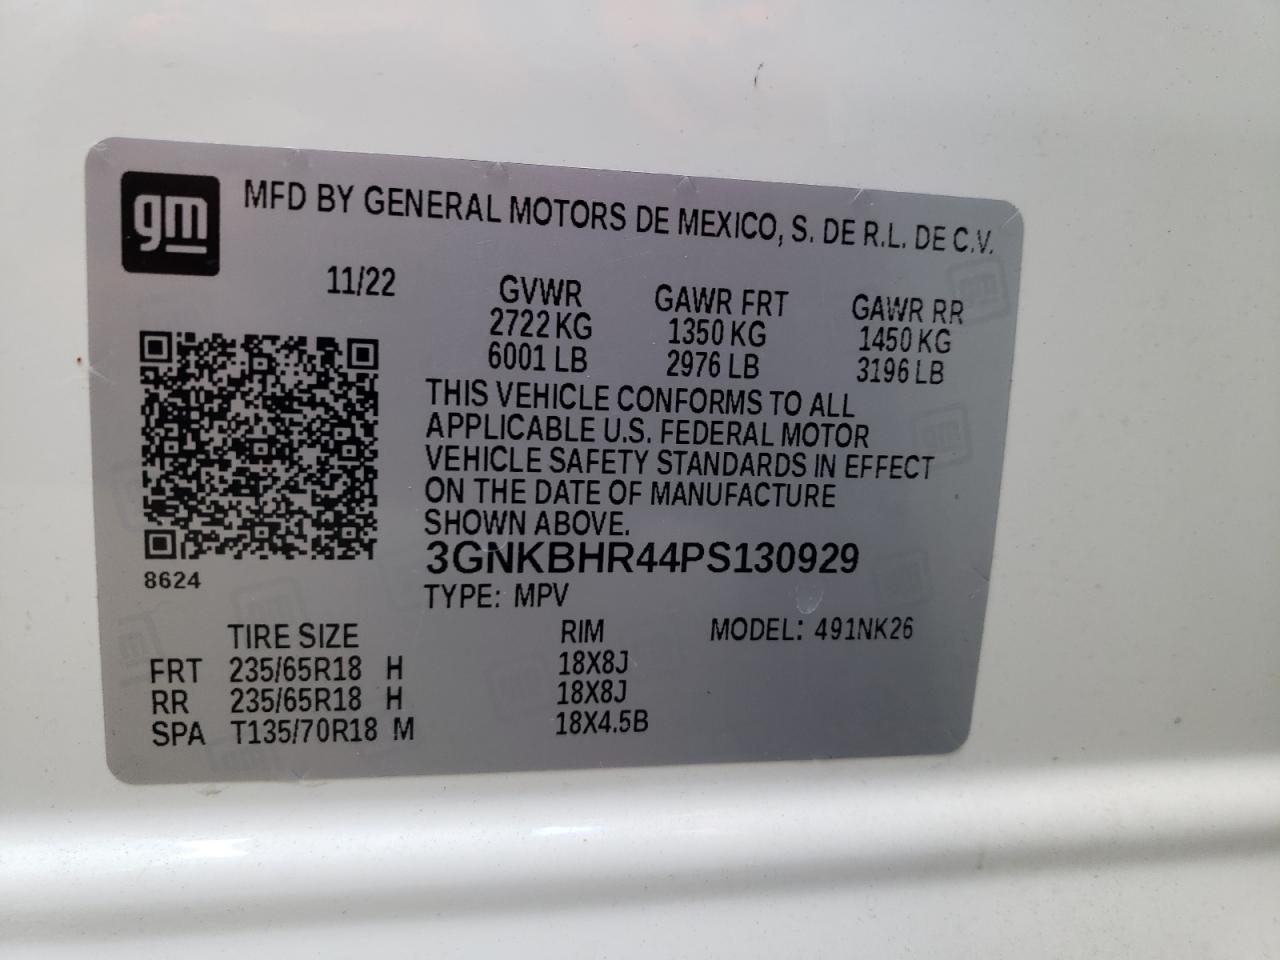 gm MFD BY GENERAL MOTORS DE MEXICO, S. DE R.L. DE C.V.
11/22 GVWR GAWR FRT GAWR RR
2722 KG 1350 KG 1450 KG
6001 LB 2976 LB 3196 LB
THIS VEHICLE CONFORMS TO ALL
APPLICABLE U.S. FEDERAL MOTOR
VEHICLE SAFETY STANDARDS IN EFFECT
ON THE DATE OF MANUFACTURE
SHOWN ABOVE.
3GNKBHR44PS130929
8624
TYPE: MPV
TIRE SIZE RIM MODEL: 491NK26
FRT 235/65R18 H 18X8J
RR 235/65R18 H 18X8J
SPA T135/70R18 M 18X4.5B